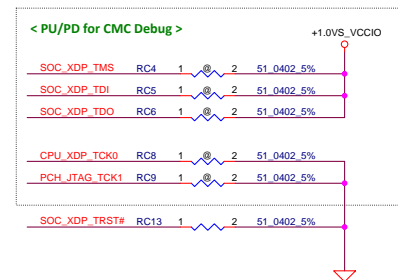 < PU/PD for CMC Debug >
+1.0VS_VCCIO
SOC_XDP_TMS RC4 1 @ 2 51_0402_5%
SOC_XDP_TDI RC5 1 @ 2 51_0402_5%
SOC_XDP_TDO RC6 1 @ 2 51_0402_5%
CPU_XDP_TCK0 RC8 1 @ 2 51_0402_5%
PCH_JTAG_TCK1 RC9 1 @ 2 51_0402_5%
SOC_XDP_TRST# RC13 1 2 51_0402_5%